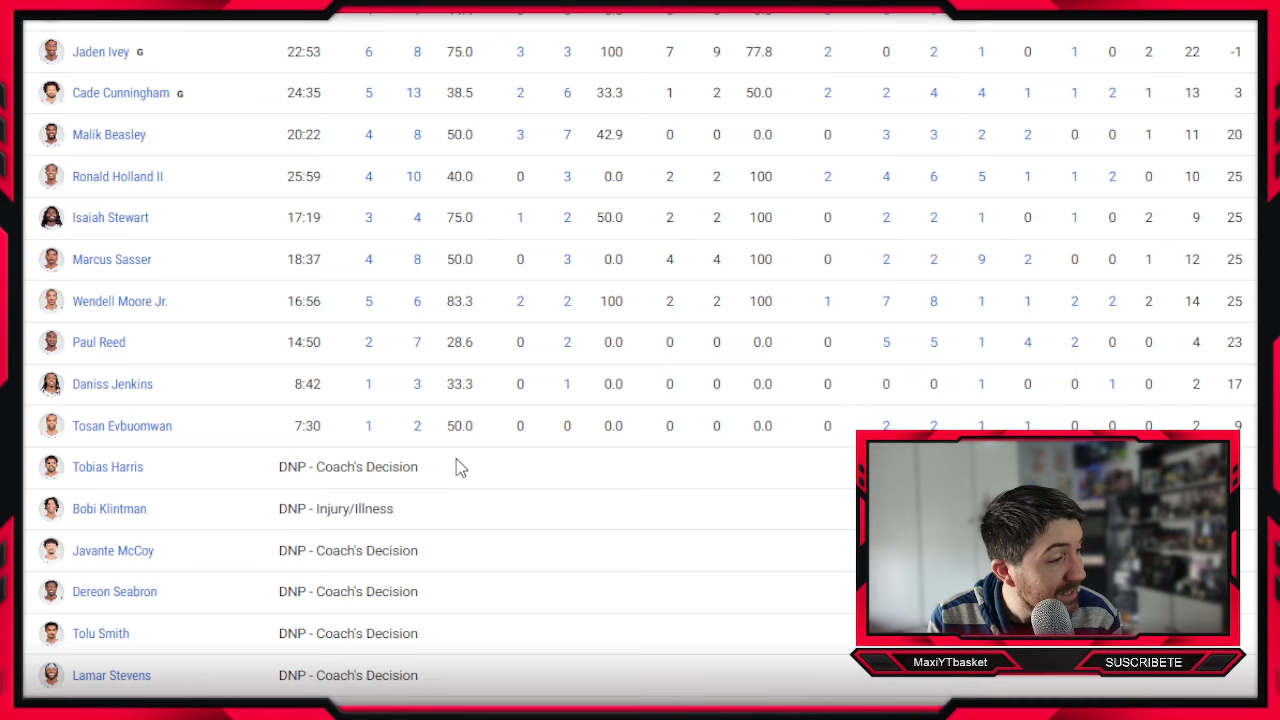 Jaden Ivey G 22:53 6 8 75.0 3 3 100 7 9 77.8 2 0 2 1 0 1 0 2 22 -1
Cade Cunningham G 24:35 5 13 38.5 2 6 33.3 1 2 50.0 2 2 4 4 1 1 2 1 13 3
Malik Beasley 20:22 4 8 50.0 3 7 42.9 0 0 0.0 0 3 3 2 2 0 0 1 11 20
Ronald Holland II 25:59 4 10 40.0 0 3 0.0 2 2 100 2 4 6 5 1 1 2 0 10 25
Isaiah Stewart 17:19 3 4 75.0 1 2 50.0 2 2 100 0 2 2 1 0 1 0 2 9 25
Marcus Sasser 18:37 4 8 50.0 0 3 0.0 4 4 100 0 2 2 9 2 0 0 1 12 25
Wendell Moore Jr. 16:56 5 6 83.3 2 2 100 2 2 100 1 7 8 1 1 2 2 2 14 25
Paul Reed 14:50 2 7 28.6 0 2 0.0 0 0 0.0 0 5 5 1 4 2 0 0 4 23
Daniss Jenkins 8:42 1 3 33.3 0 1 0.0 0 0 0.0 0 0 0 1 0 0 1 0 2 17
Tosan Evbuomwan 7:30 1 2 50.0 0 0 0.0 0 0 0.0 0 2 2 1 1 0 0 0 2 9
Tobias Harris DNP - Coach's Decision
Bobi Klintman DNP - Injury/Illness
Javante McCoy DNP - Coach's Decision
Dereon Seabron DNP - Coach's Decision
Tolu Smith DNP - Coach's Decision
Lamar Stevens DNP - Coach's Decision
MaxiYTbasket SUSCRIBETE